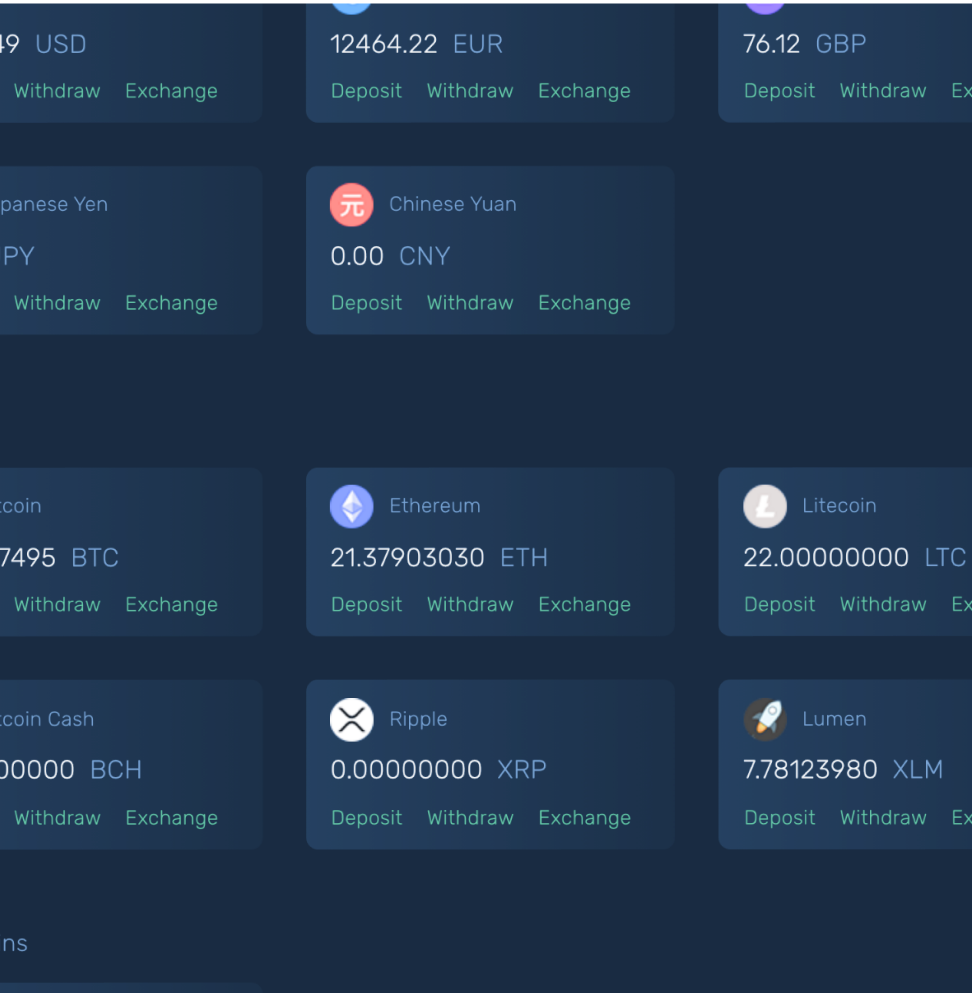 49 USD
12464.22 EUR
76.12 GBP
Withdraw Exchange
Deposit Withdraw Exchange
Deposit Withdraw Ex
panese Yen
元 Chinese Yuan
PY
0.00 CNY
Withdraw Exchange
Deposit Withdraw Exchange
tcoin
Ethereum
Litecoin
7495 BTC
21.37903030 ETH
22.00000000 LTC
Withdraw Exchange
Deposit Withdraw Exchange
Deposit Withdraw Ex
tcoin Cash
Ripple
Lumen
00000 BCH
0.00000000 XRP
7.78123980 XLM
Withdraw Exchange
Deposit Withdraw Exchange
Deposit Withdraw Ex
ns